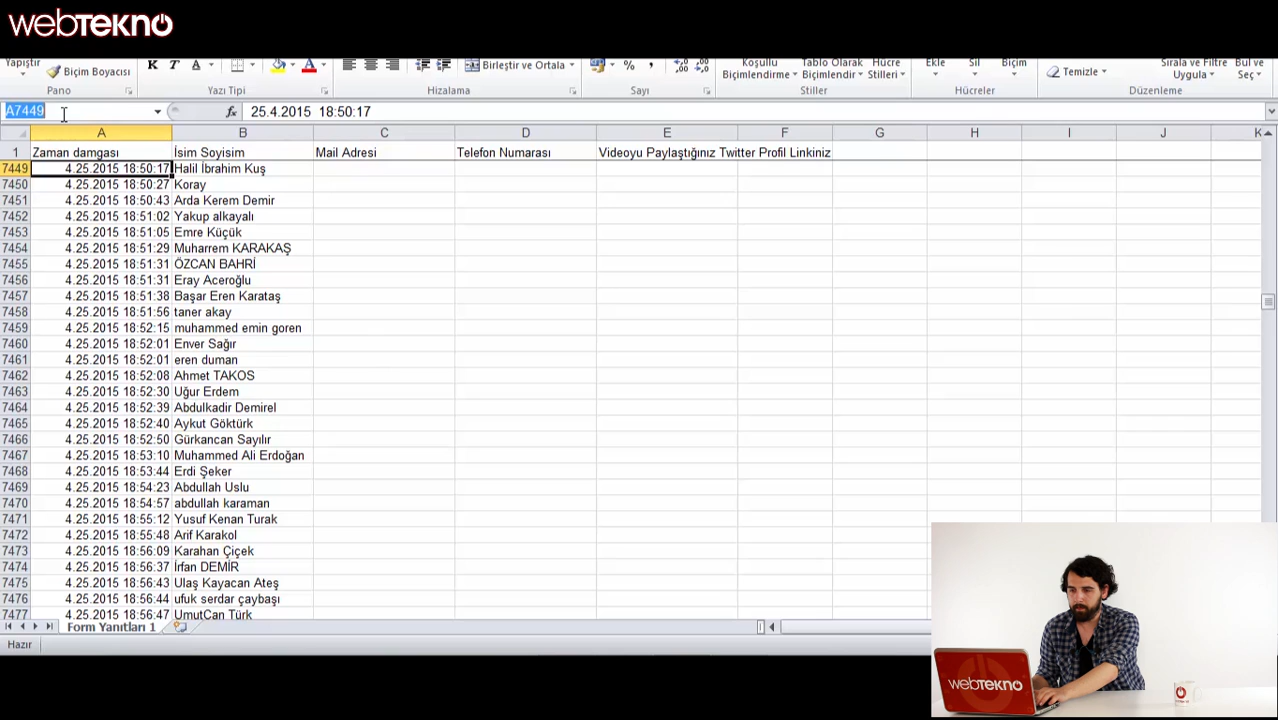 webtekno
Yapıştır
Biçim Boyacısı
K T A
A
Birleştir ve Ortala
%
Koşullu Biçimlendirme
Tablo Olarak Biçimlendir
Hücre Stilleri
Ekle
Sil
Biçim
Temizle
Sırala ve Filtre Uygula
Bul ve Seç
Pano
Yazı Tipi
Hizalama
Sayı
Stiller
Hücreler
Düzenleme
A7449 fx 25.4.2015 18:50:17
A B C D E F G H I J K
1 Zaman damgası İsim Soyisim Mail Adresi Telefon Numarası Videoyu Paylaştığınız Twitter Profil Linkiniz
7449 4.25.2015 18:50:17 Halil İbrahim Kuş
7450 4.25.2015 18:50:27 Koray
7451 4.25.2015 18:50:43 Arda Kerem Demir
7452 4.25.2015 18:51:02 Yakup alkayalı
7453 4.25.2015 18:51:05 Emre Küçük
7454 4.25.2015 18:51:29 Muharrem KARAKAŞ
7455 4.25.2015 18:51:31 ÖZCAN BAHRİ
7456 4.25.2015 18:51:31 Eray Aceroğlu
7457 4.25.2015 18:51:38 Başar Eren Karataş
7458 4.25.2015 18:51:56 taner akay
7459 4.25.2015 18:52:15 muhammed emin goren
7460 4.25.2015 18:52:01 Enver Sağır
7461 4.25.2015 18:52:01 eren duman
7462 4.25.2015 18:52:08 Ahmet TAKOS
7463 4.25.2015 18:52:30 Uğur Erdem
7464 4.25.2015 18:52:39 Abdulkadir Demirel
7465 4.25.2015 18:52:40 Aykut Göktürk
7466 4.25.2015 18:52:50 Gürkancan Sayılır
7467 4.25.2015 18:53:10 Muhammed Ali Erdoğan
7468 4.25.2015 18:53:44 Erdi Şeker
7469 4.25.2015 18:54:23 Abdullah Uslu
7470 4.25.2015 18:54:57 abdullah karaman
7471 4.25.2015 18:55:12 Yusuf Kenan Turak
7472 4.25.2015 18:55:48 Arif Karakol
7473 4.25.2015 18:56:09 Karahan Çiçek
7474 4.25.2015 18:56:37 İrfan DEMİR
7475 4.25.2015 18:56:43 Ulaş Kayacan Ateş
7476 4.25.2015 18:56:44 ufuk serdar çaybaşı
7477 4.25.2015 18:56:47 UmutCan Türk
Form Yanıtları 1
Hazır
webtekno